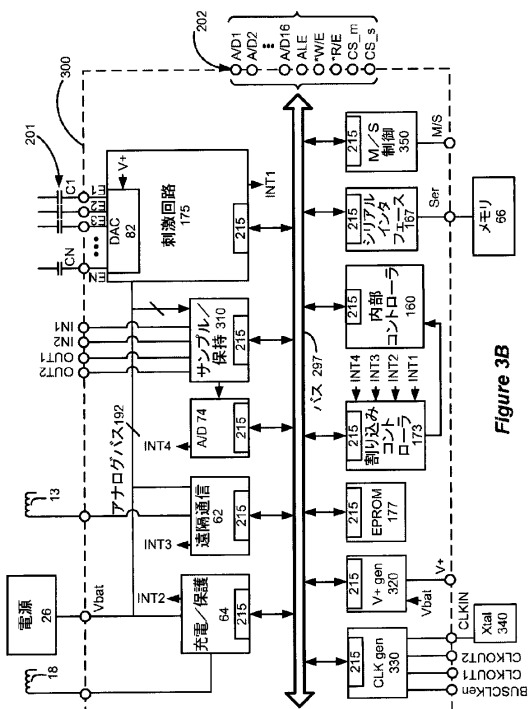 202
A/D1
A/D2
...
A/D16
ALE
*W/E
*R/E
CS_m
CS_s
300
201
C1
CN
E1
E2
E3
EN
V+
DAC
82
刺激回路
175
215
INT1
IN1
IN2
OUT1
OUT2
サンプル/
保持 310
215
A/D 74
215
INT4
アナログバス192
13
遠隔通信
62
215
INT3
電源
26
Vbat
18
充電/保護
64
215
INT2
バス 297
215
M/S
制御
350
M/S
215
シリアル
インタ
フェース
167
Ser
メモリ
66
215
内部
コントローラ
160
215
割り込み
コント
ローラ
173
INT4
INT3
INT2
INT1
215
EPROM
177
215
V+ gen
320
Vbat
V+
215
CLK gen
330
CLKIN
Xtal
340
CLKOUT2
CLKOUT1
BUSCLKen
Figure 3B